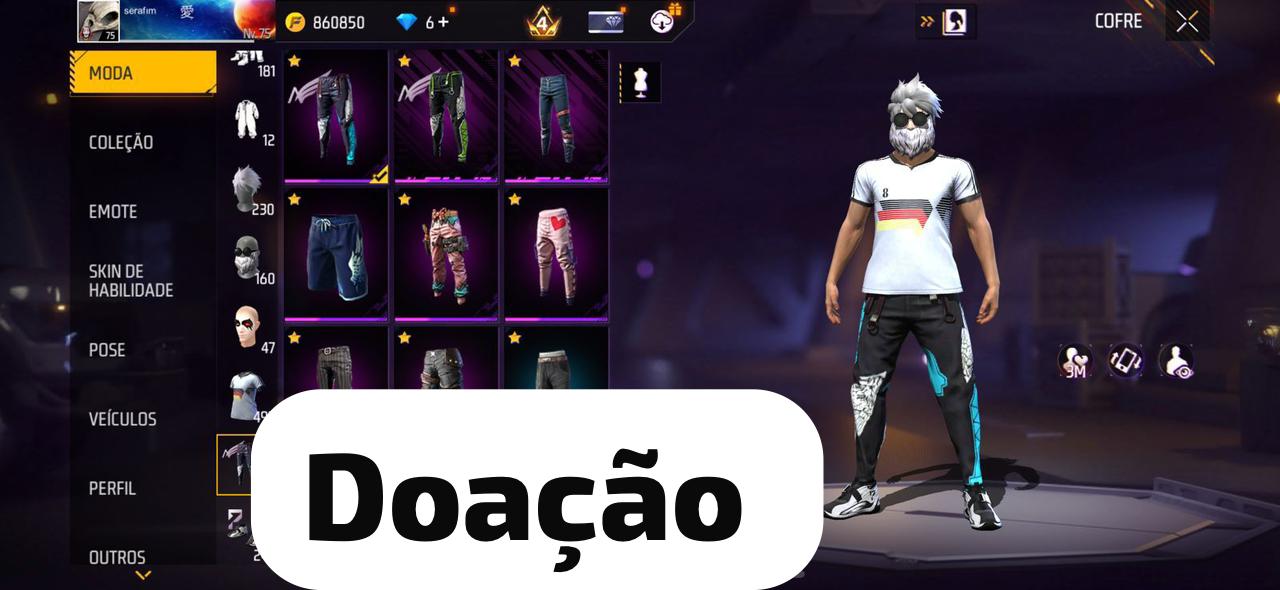 serafim 愛
75
Nv. 75
860850
6 +
4
COFRE
MODA
COLEÇÃO
EMOTE
SKIN DE
HABILIDADE
POSE
VEÍCULOS
PERFIL
OUTROS
181
12
230
160
47
3M
8
Doação